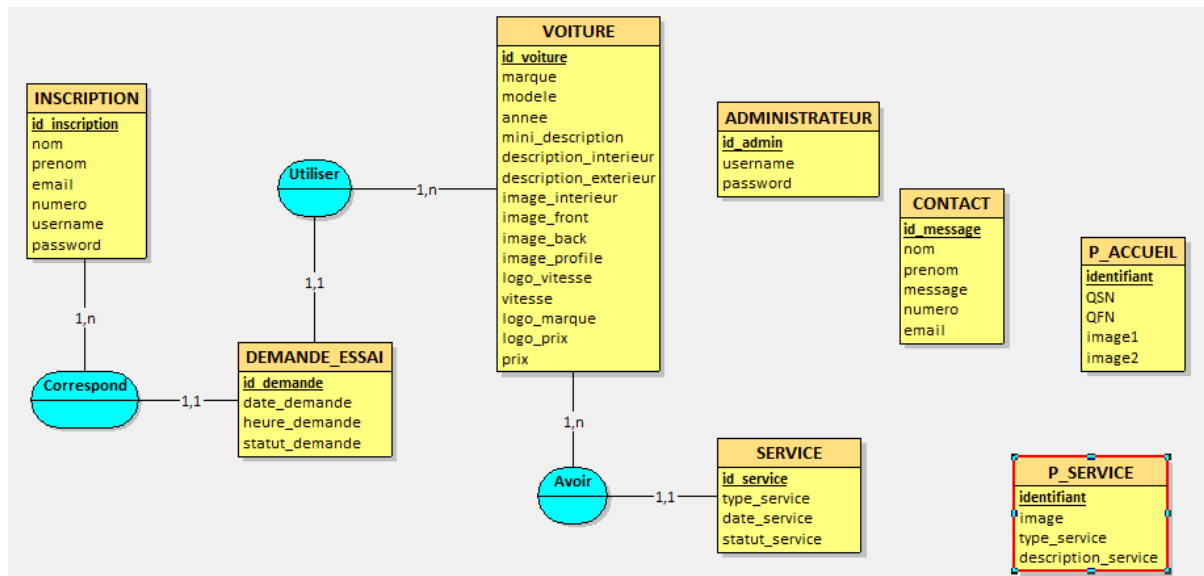 VOITURE
id_voiture
marque
modele
annee
mini_description
description_interieur
description_exterieur
image_interieur
image_front
image_back
image_profile
logo_vitesse
vitesse
logo_marque
logo_prix
prix
INSCRIPTION
id_inscription
nom
prenom
email
numero
username
password
Utiliser
1,n
1,1
1,n
Correspond
1,1
DEMANDE_ESSAI
id_demande
date_demande
heure_demande
statut_demande
1,n
Avoir
1,1
SERVICE
id_service
type_service
date_service
statut_service
ADMINISTRATEUR
id_admin
username
password
CONTACT
id_message
nom
prenom
message
numero
email
P_ACCUEIL
identifiant
QSN
QFN
image1
image2
P_SERVICE
identifiant
image
type_service
description_service